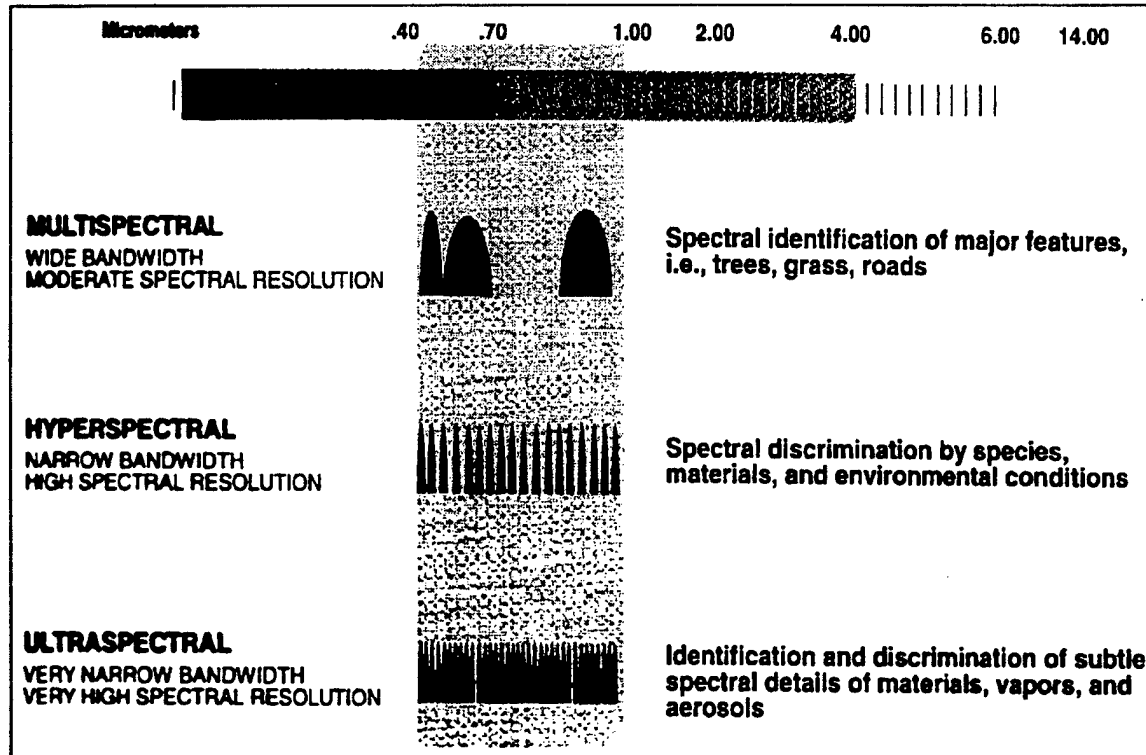 Micrometers .40 .70 1.00 2.00 4.00 6.00 14.00
MULTISPECTRAL
WIDE BANDWIDTH
MODERATE SPECTRAL RESOLUTION
Spectral identification of major features,
i.e., trees, grass, roads
HYPERSPECTRAL
NARROW BANDWIDTH
HIGH SPECTRAL RESOLUTION
Spectral discrimination by species,
materials, and environmental conditions
ULTRASPECTRAL
VERY NARROW BANDWIDTH
VERY HIGH SPECTRAL RESOLUTION
Identification and discrimination of subtle
spectral details of materials, vapors, and
aerosols